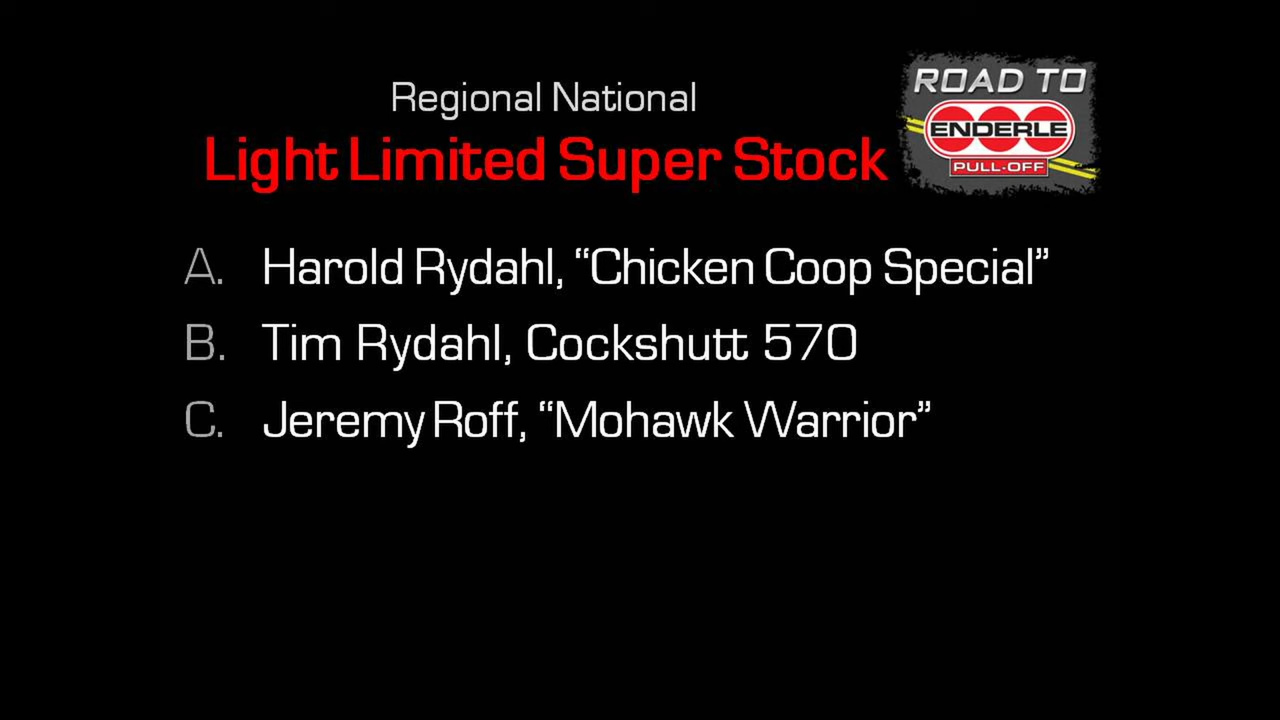 Regional National
Light Limited Super Stock
ROAD TO
ENDERLE
PULL-OFF
A. Harold Rydahl, “Chicken Coop Special”
B. Tim Rydahl, Cockshutt 570
C. Jeremy Roff, “Mohawk Warrior”